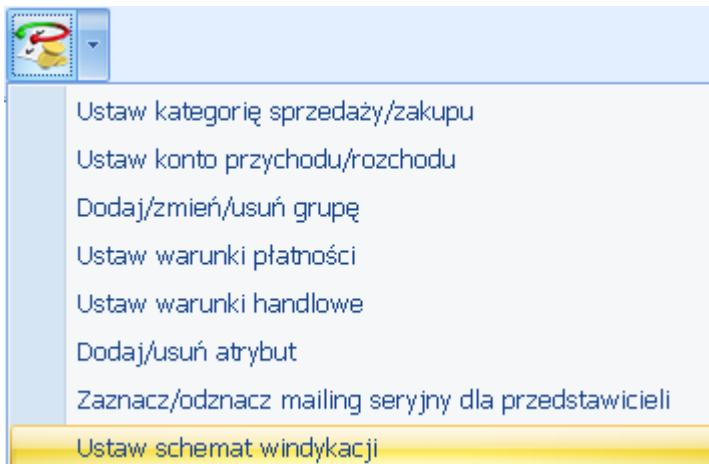 Ustaw kategorię sprzedaży/zakupu
Ustaw konto przychodu/rozchodu
Dodaj/zmień/usuń grupę
Ustaw warunki płatności
Ustaw warunki handlowe
Dodaj/usuń atrybut
Zaznacz/odznacz mailing seryjny dla przedstawicieli
Ustaw schemat windykacji